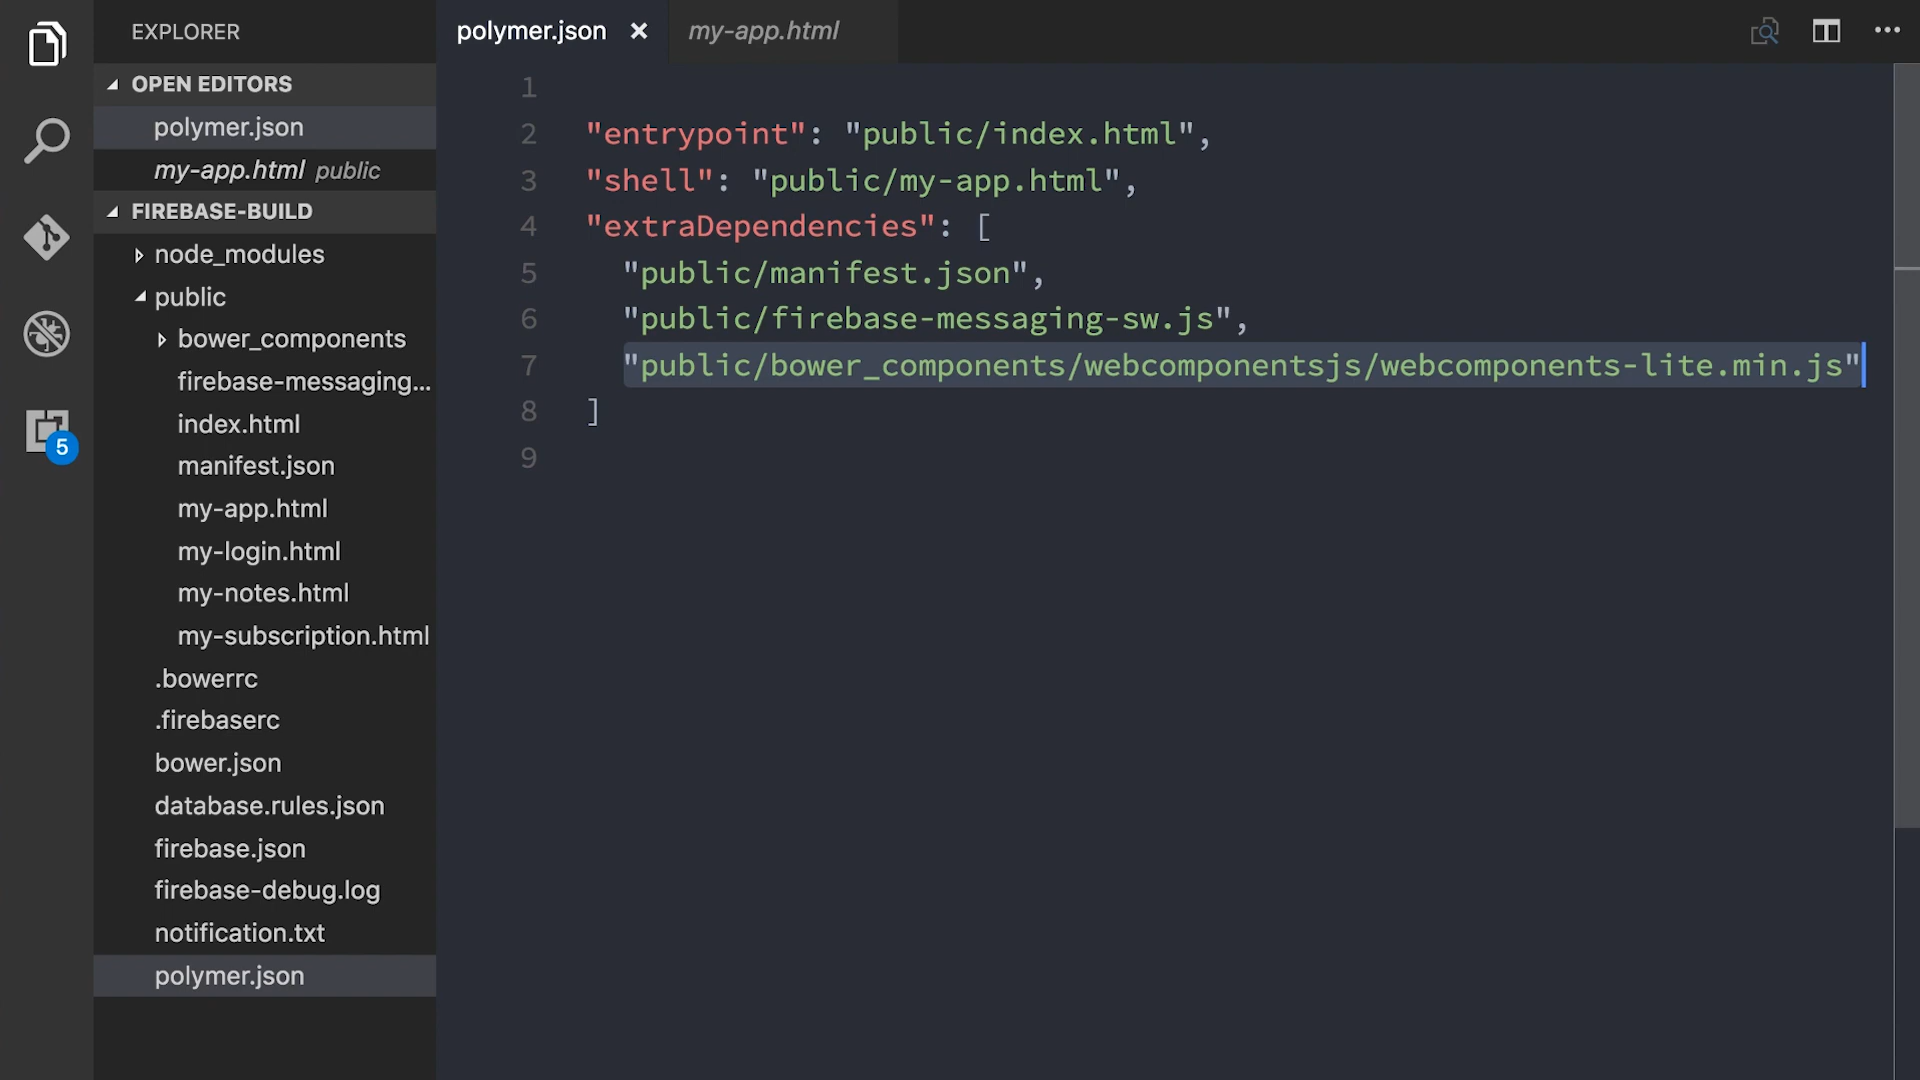 EXPLORER
OPEN EDITORS
polymer.json
my-app.html public
FIREBASE-BUILD
node_modules
public
bower_components
firebase-messaging...
index.html
manifest.json
my-app.html
my-login.html
my-notes.html
my-subscription.html
.bowerrc
.firebaserc
bower.json
database.rules.json
firebase.json
firebase-debug.log
notification.txt
polymer.json
5
polymer.json × my-app.html
1
2 "entrypoint": "public/index.html",
3 "shell": "public/my-app.html",
4 "extraDependencies": [
5 "public/manifest.json",
6 "public/firebase-messaging-sw.js",
7 "public/bower_components/webcomponentsjs/webcomponents-lite.min.js"
8 ]
9